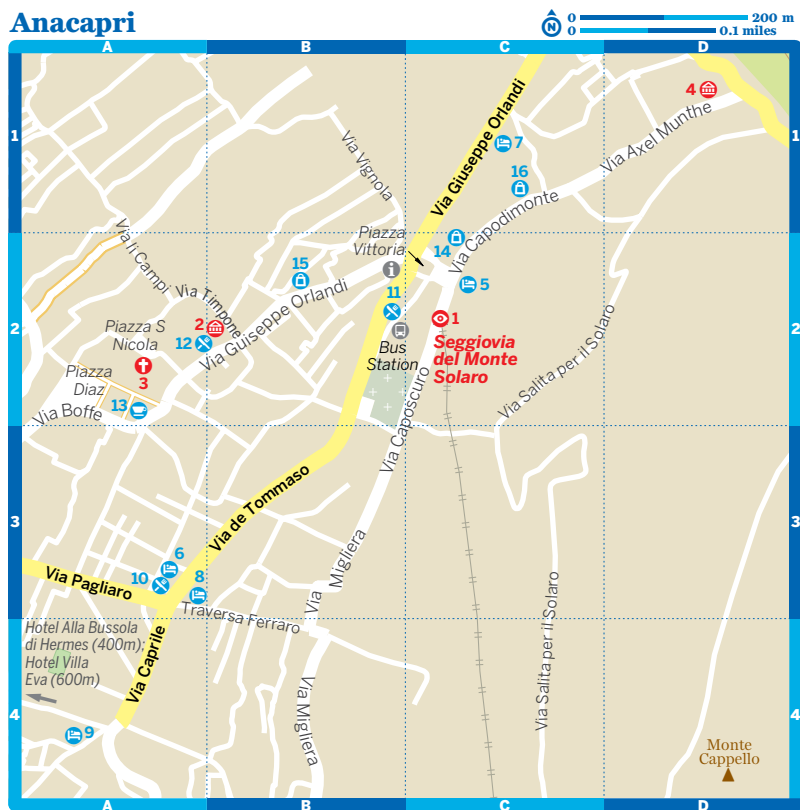 Anacapri
N
0
200 m
0
0.1 miles
A
B
C
D
1
1
2
2
3
3
4
4
4
Via Axel Munthe
Via Giuseppe Orlandi
7
16
Via Vignola
Via Capodimonte
Piazza
Vittoria
14
5
Via li Campi
15
Via Timpone
Via Guiseppe Orlandi
11
1
Seggiovia
del Monte
Solaro
Bus
Station
2
12
Piazza S
Nicola
3
Piazza
Diaz
13
Via Boffe
Via Caposcuro
Via Salita per il Solaro
Via de Tommaso
6
10
8
Via Pagliaro
Traversa Ferraro
Via Migliera
Via Salita per il Solaro
Hotel Alla Bussola
di Hermes (400m);
Hotel Villa
Eva (600m)
Via Caprile
Via Migliera
9
Monte
Cappello
A
B
C
D